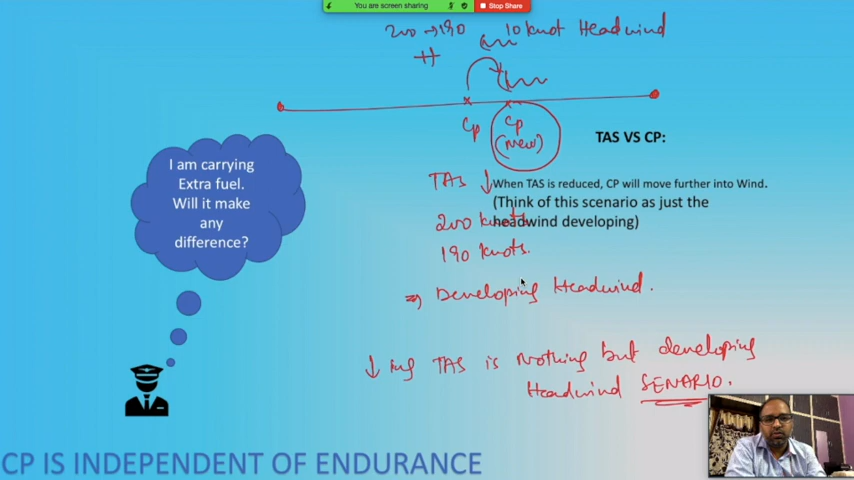 You are screen sharing
Stop Share
200 → 190 10 knot Headwind
H
Cp
Cp
(New)
TAS VS CP:
I am carrying
Extra fuel.
Will it make
any
difference?
TAS ↓
When TAS is reduced, CP will move further into Wind.
(Think of this scenario as just the
headwind developing)
200 knots.
190 knots.
⇒ Developing Headwind.
↓ing TAS is Nothing but developing
Headwind SENARIO.
CP IS INDEPENDENT OF ENDURANCE